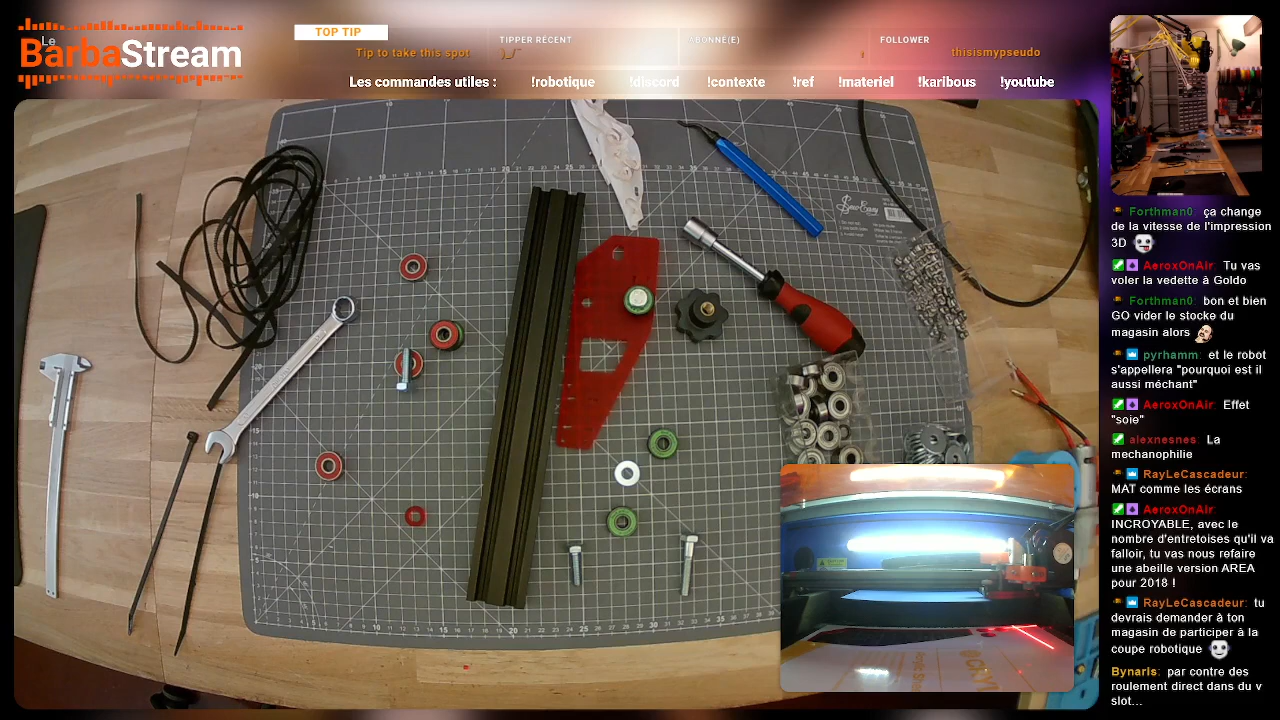 Le
BarbaStream
TOP TIP
Tip to take this spot
TIPPER RÉCENT
)_/¯
ABONNÉ(E)
FOLLOWER
thisismypseudo
Les commandes utiles : !robotique !discord !contexte !ref !materiel !karibous !youtube
Forthman0: ça change
de la vitesse de l'impression
3D
AeroxOnAir: Tu vas
voler la vedette à Goldo
Forthman0: bon et bien
GO vider le stocke du
magasin alors
pyrhamm: et le robot
s'appellera "pourquoi est il
aussi méchant"
AeroxOnAir: Effet
"soie"
alexnesnes: La
mechanophilie
RayLeCascadeur:
MAT comme les écrans
AeroxOnAir:
INCROYABLE, avec le
nombre d'entretoises qu'il va
falloir, tu vas nous refaire
une abeille version AREA
pour 2018 !
RayLeCascadeur: tu
devrais demander à ton
magasin de participer à la
coupe robotique
Bynaris: par contre des
roulement direct dans du v
slot...